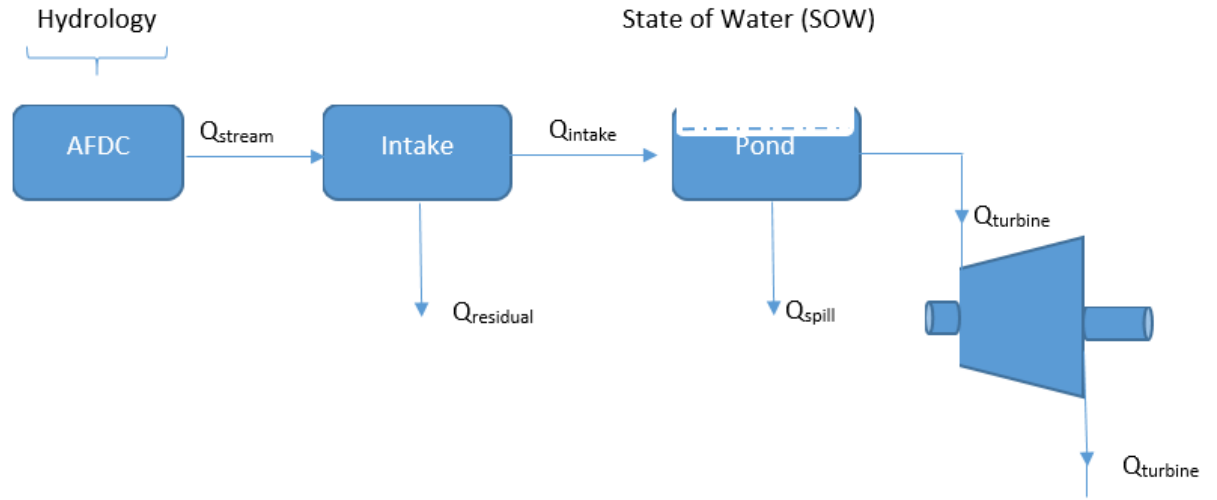 Hydrology
State of Water (SOW)
AFDC
Qstream
Intake
Qintake
Pond
Qturbine
Qresidual
Qspill
Qturbine